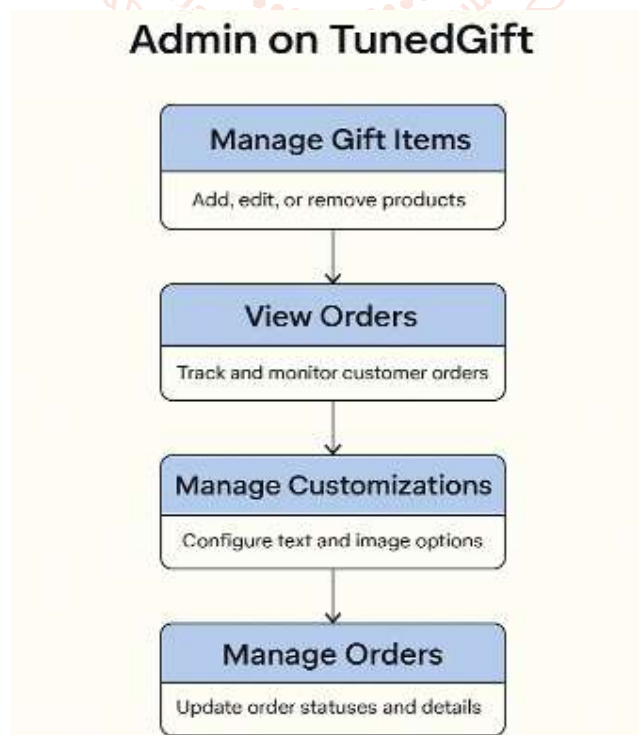 Admin on TunedGift
Manage Gift Items
Add, edit, or remove products
View Orders
Track and monitor customer orders
Manage Customizations
Configure text and image options
Manage Orders
Update order statuses and details